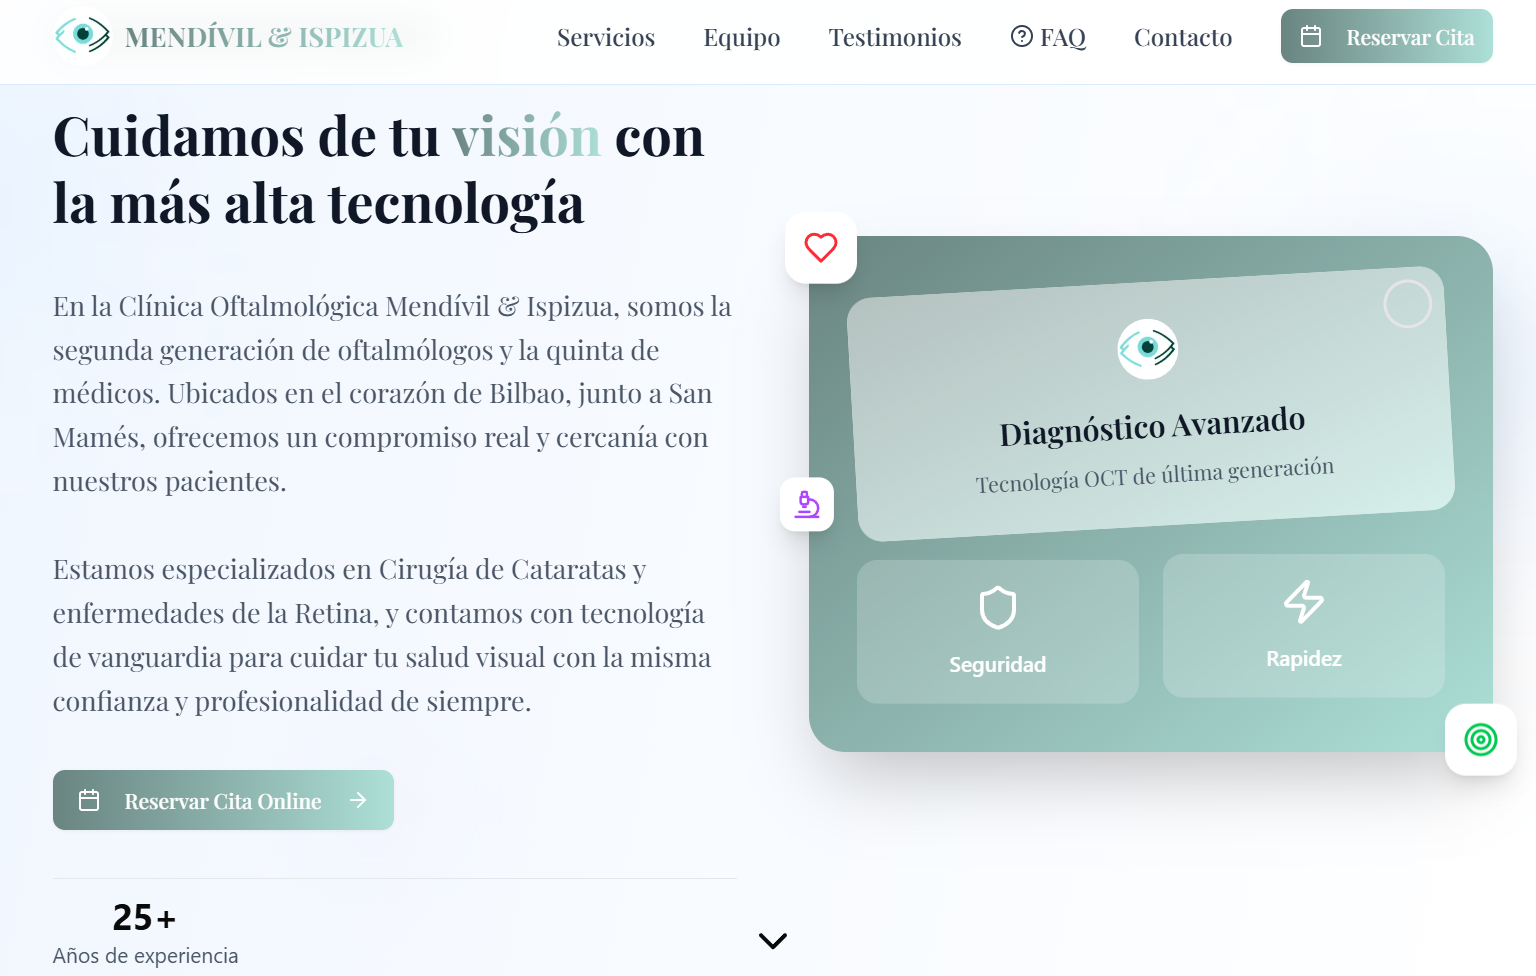 MENDÍVIL & ISPIZUA
Servicios
Equipo
Testimonios
FAQ
Contacto
Reservar Cita
Cuidamos de tu visión con
la más alta tecnología
En la Clínica Oftalmológica Mendívil & Ispizua, somos la
segunda generación de oftalmólogos y la quinta de
médicos. Ubicados en el corazón de Bilbao, junto a San
Mamés, ofrecemos un compromiso real y cercanía con
nuestros pacientes.
Estamos especializados en Cirugía de Cataratas y
enfermedades de la Retina, y contamos con tecnología
de vanguardia para cuidar tu salud visual con la misma
confianza y profesionalidad de siempre.
Reservar Cita Online
25+
Años de experiencia
Diagnóstico Avanzado
Tecnología OCT de última generación
Seguridad
Rapidez